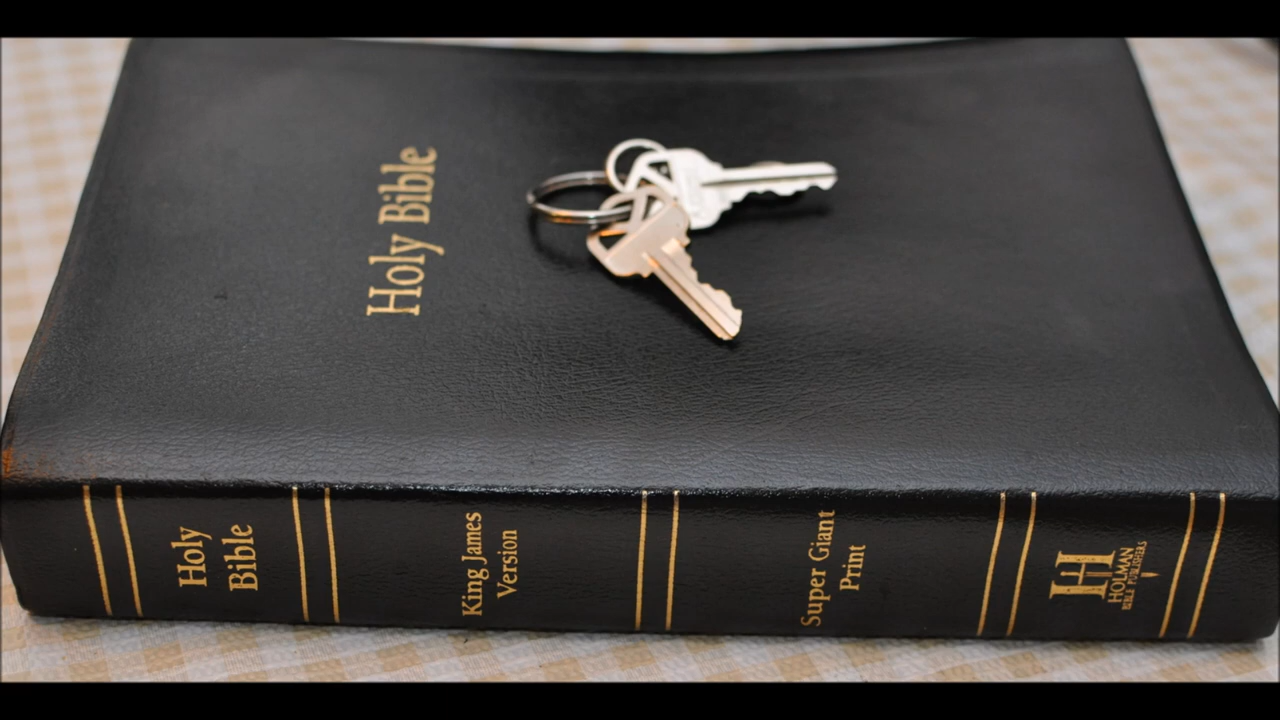 Holy Bible
Holy
Bible
King James
Version
Super Giant
Print
HOLMAN
BIBLE PUBLISHERS